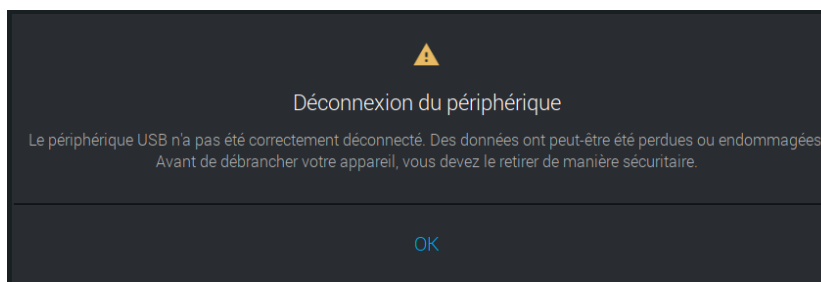 Déconnexion du périphérique
Le périphérique USB n'a pas été correctement déconnecté. Des données ont peut-être été perdues ou endommagées
Avant de débrancher votre appareil, vous devez le retirer de manière sécuritaire.
OK